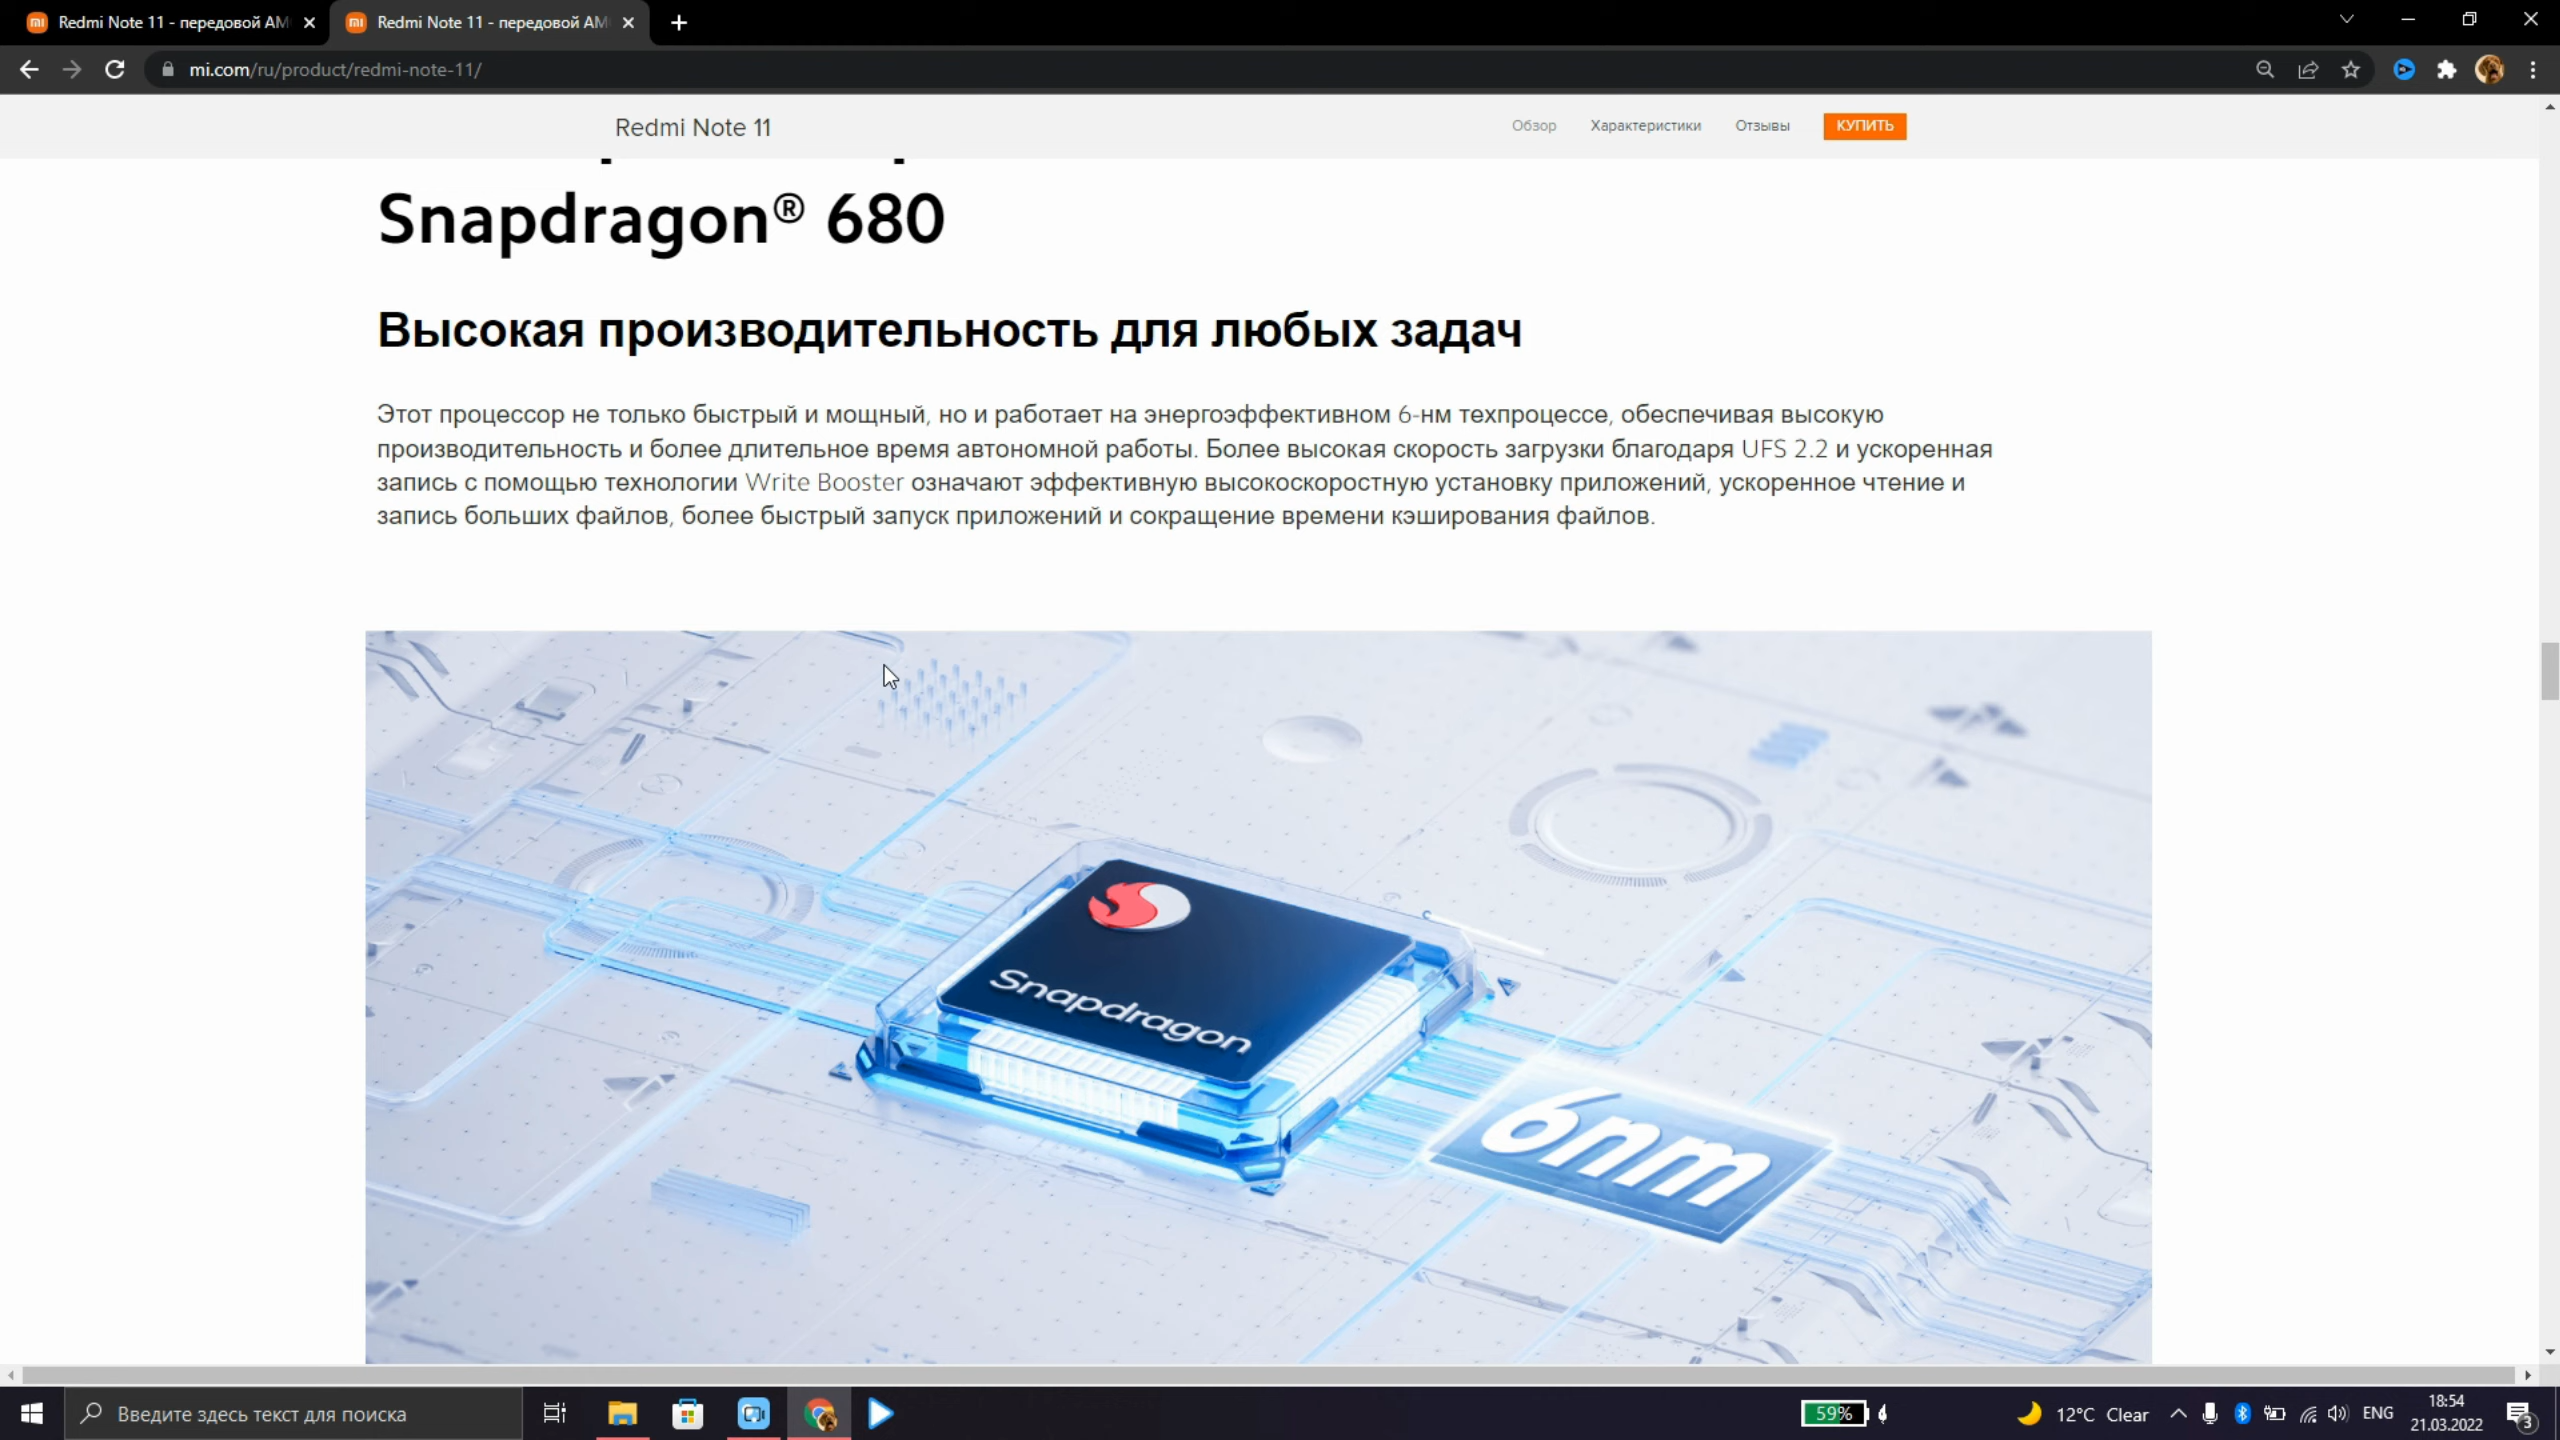 Redmi Note 11 - передовой AM
Redmi Note 11 - передовой AM
mi.com/ru/product/redmi-note-11/
Redmi Note 11
Обзор
Характеристики
Отзывы
КУПИТЬ
Snapdragon® 680
Высокая производительность для любых задач
Этот процессор не только быстрый и мощный, но и работает на энергоэффективном 6-нм техпроцессе, обеспечивая высокую
производительность и более длительное время автономной работы. Более высокая скорость загрузки благодаря UFS 2.2 и ускоренная
запись с помощью технологии Write Booster означают эффективную высокоскоростную установку приложений, ускоренное чтение и
запись больших файлов, более быстрый запуск приложений и сокращение времени кэширования файлов.
Snapdragon
6nm
Введите здесь текст для поиска
59%
12°C Clear
ENG
18:54
21.03.2022
3